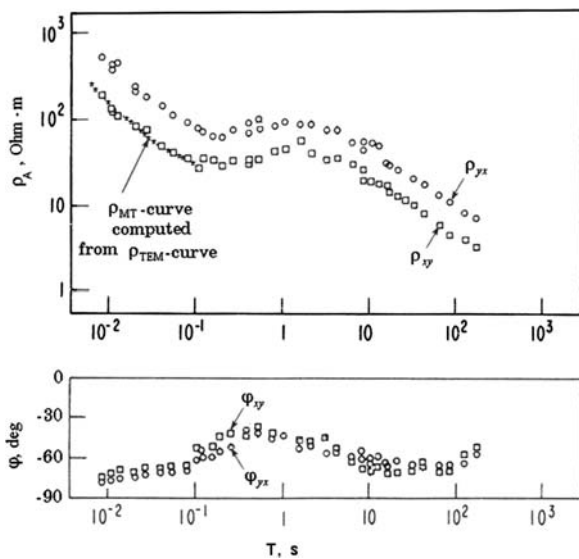 10³
10²
10
1
ρA , Ohm·m
ρyx
ρxy
ρMT-curve
computed
from ρTEM-curve
10⁻²
10⁻¹
1
10
10²
10³
0
-30
-60
-90
φ, deg
φxy
φyx
10⁻²
10⁻¹
1
10
10²
10³
T, s